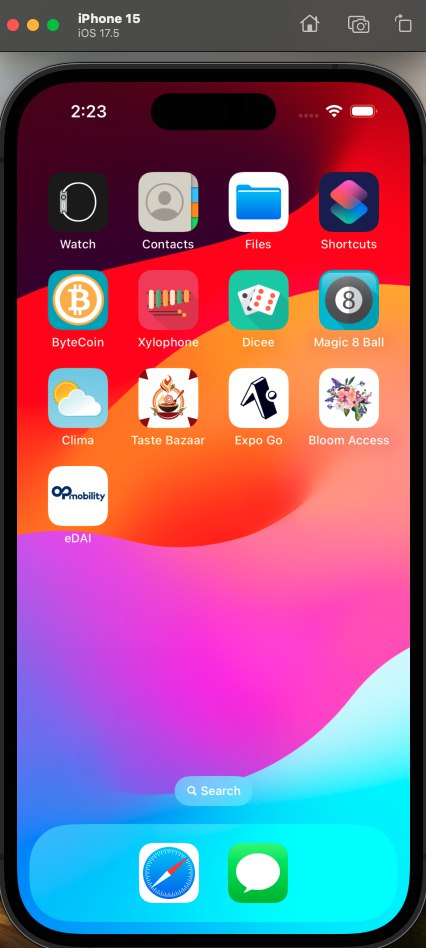 iPhone 15
iOS 17.5
2:23
Watch
Contacts
Files
Shortcuts
8
ByteCoin
Xylophone
Dicee
Magic 8 Ball
Clima
Taste Bazaar
Expo Go
Bloom Access
OPmobility
eDAI
Search